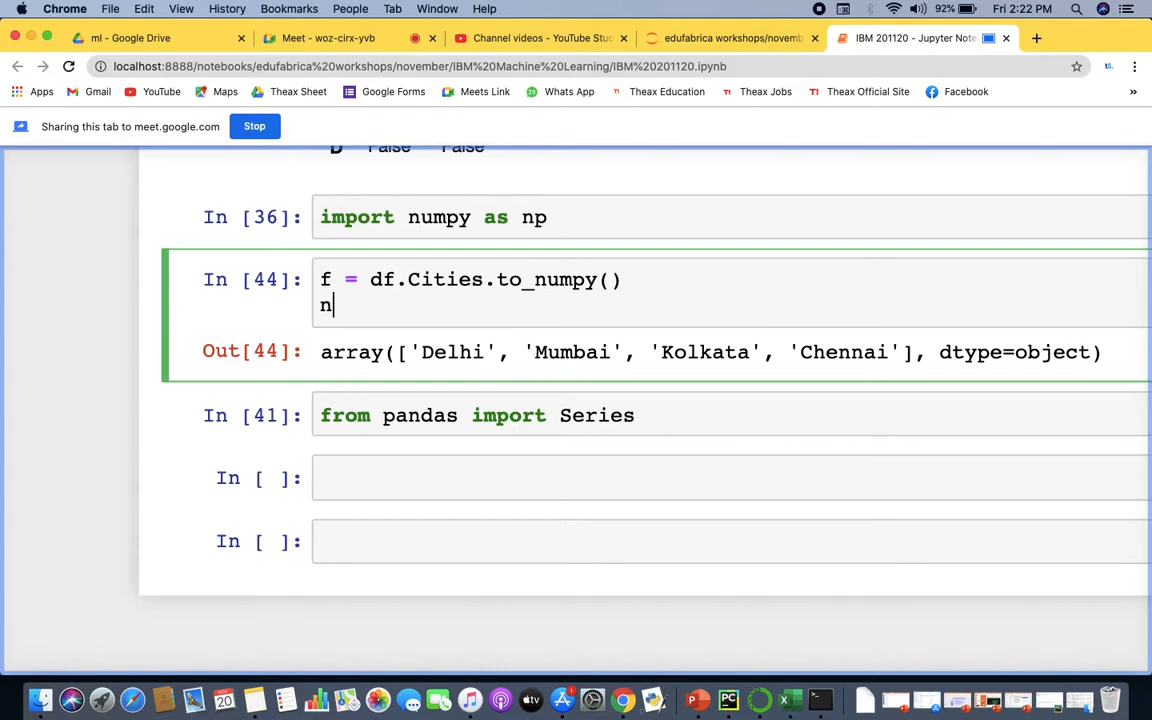 Chrome File Edit View History Bookmarks People Tab Window Help 92% Fri 2:22 PM
ml - Google Drive Meet - woz-cirx-yvb Channel videos - YouTube Stu edufabrica workshops/novemb IBM 201120 - Jupyter Note
localhost:8888/notebooks/edufabrica%20workshops/november/IBM%20Machine%20Learning/IBM%20201120.ipynb
Apps Gmail YouTube Maps Theax Sheet Google Forms Meets Link Whats App Theax Education Theax Jobs Theax Official Site Facebook »
Sharing this tab to meet.google.com Stop
D False False
In [36]: import numpy as np
In [44]: f = df.Cities.to_numpy()
n
Out[44]: array(['Delhi', 'Mumbai', 'Kolkata', 'Chennai'], dtype=object)
In [41]: from pandas import Series
In [ ]:
In [ ]: